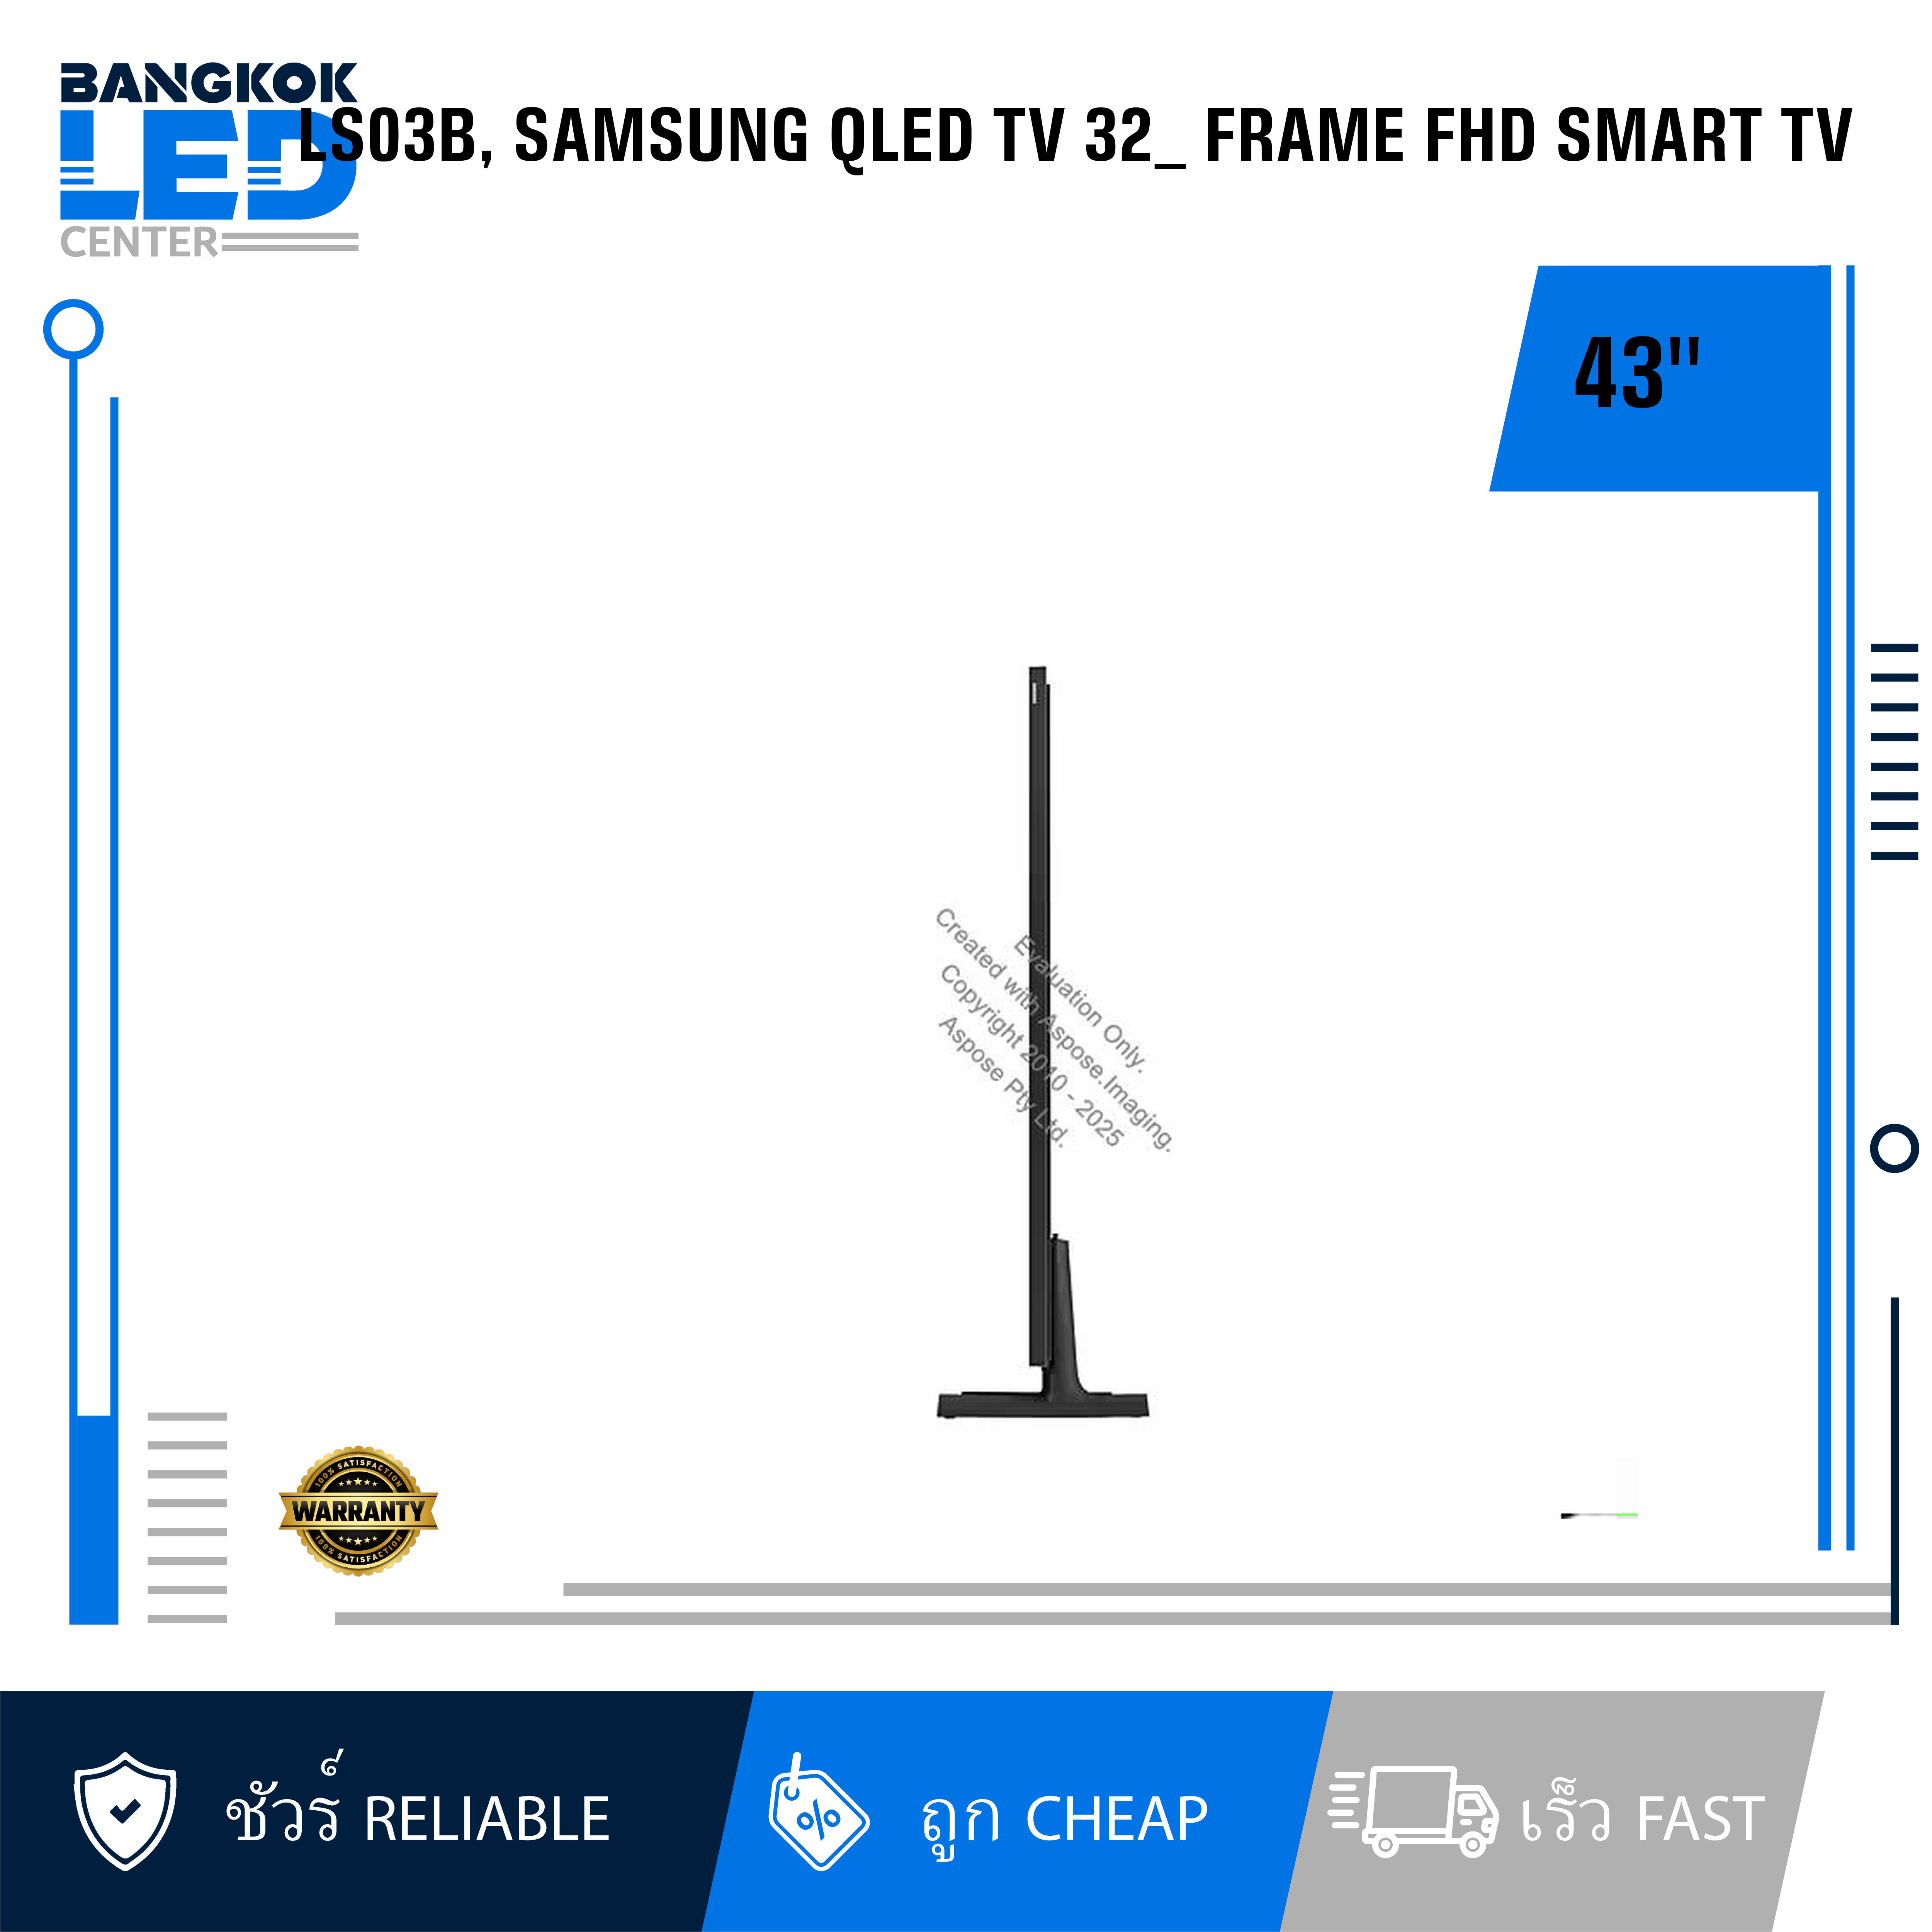 BANGKOK
LED
CENTER
LS03B, SAMSUNG QLED TV 32_ FRAME FHD SMART TV
43"
Evaluation Only.
Created with Aspose.Imaging.
Copyright 2010 - 2025
Aspose Pty Ltd.
100% SATISFACTION
WARRANTY
100% SATISFACTION
ชัวร์ RELIABLE
ถูก CHEAP
เร็ว FAST